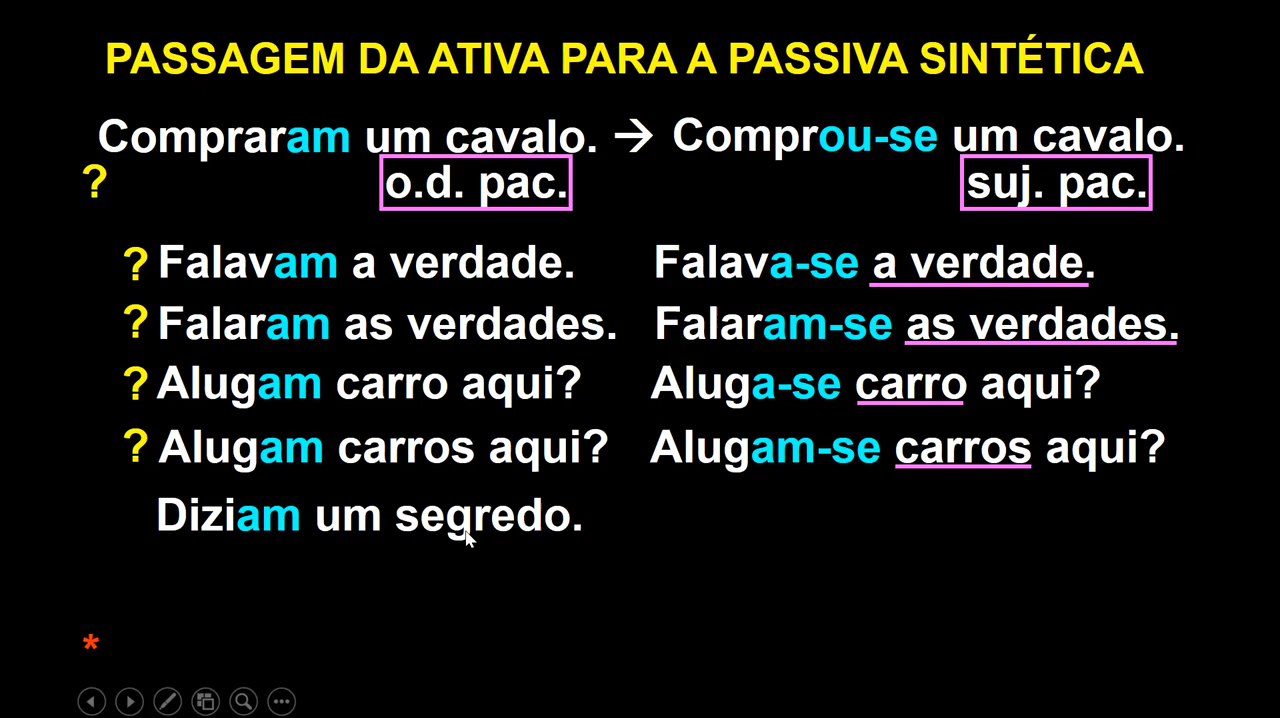 PASSAGEM DA ATIVA PARA A PASSIVA SINTÉTICA
Compraram um cavalo. → Comprou-se um cavalo.
? o.d. pac. suj. pac.
? Falavam a verdade. Falava-se a verdade.
? Falaram as verdades. Falaram-se as verdades.
? Alugam carro aqui? Aluga-se carro aqui?
? Alugam carros aqui? Alugam-se carros aqui?
Diziam um segredo.
*